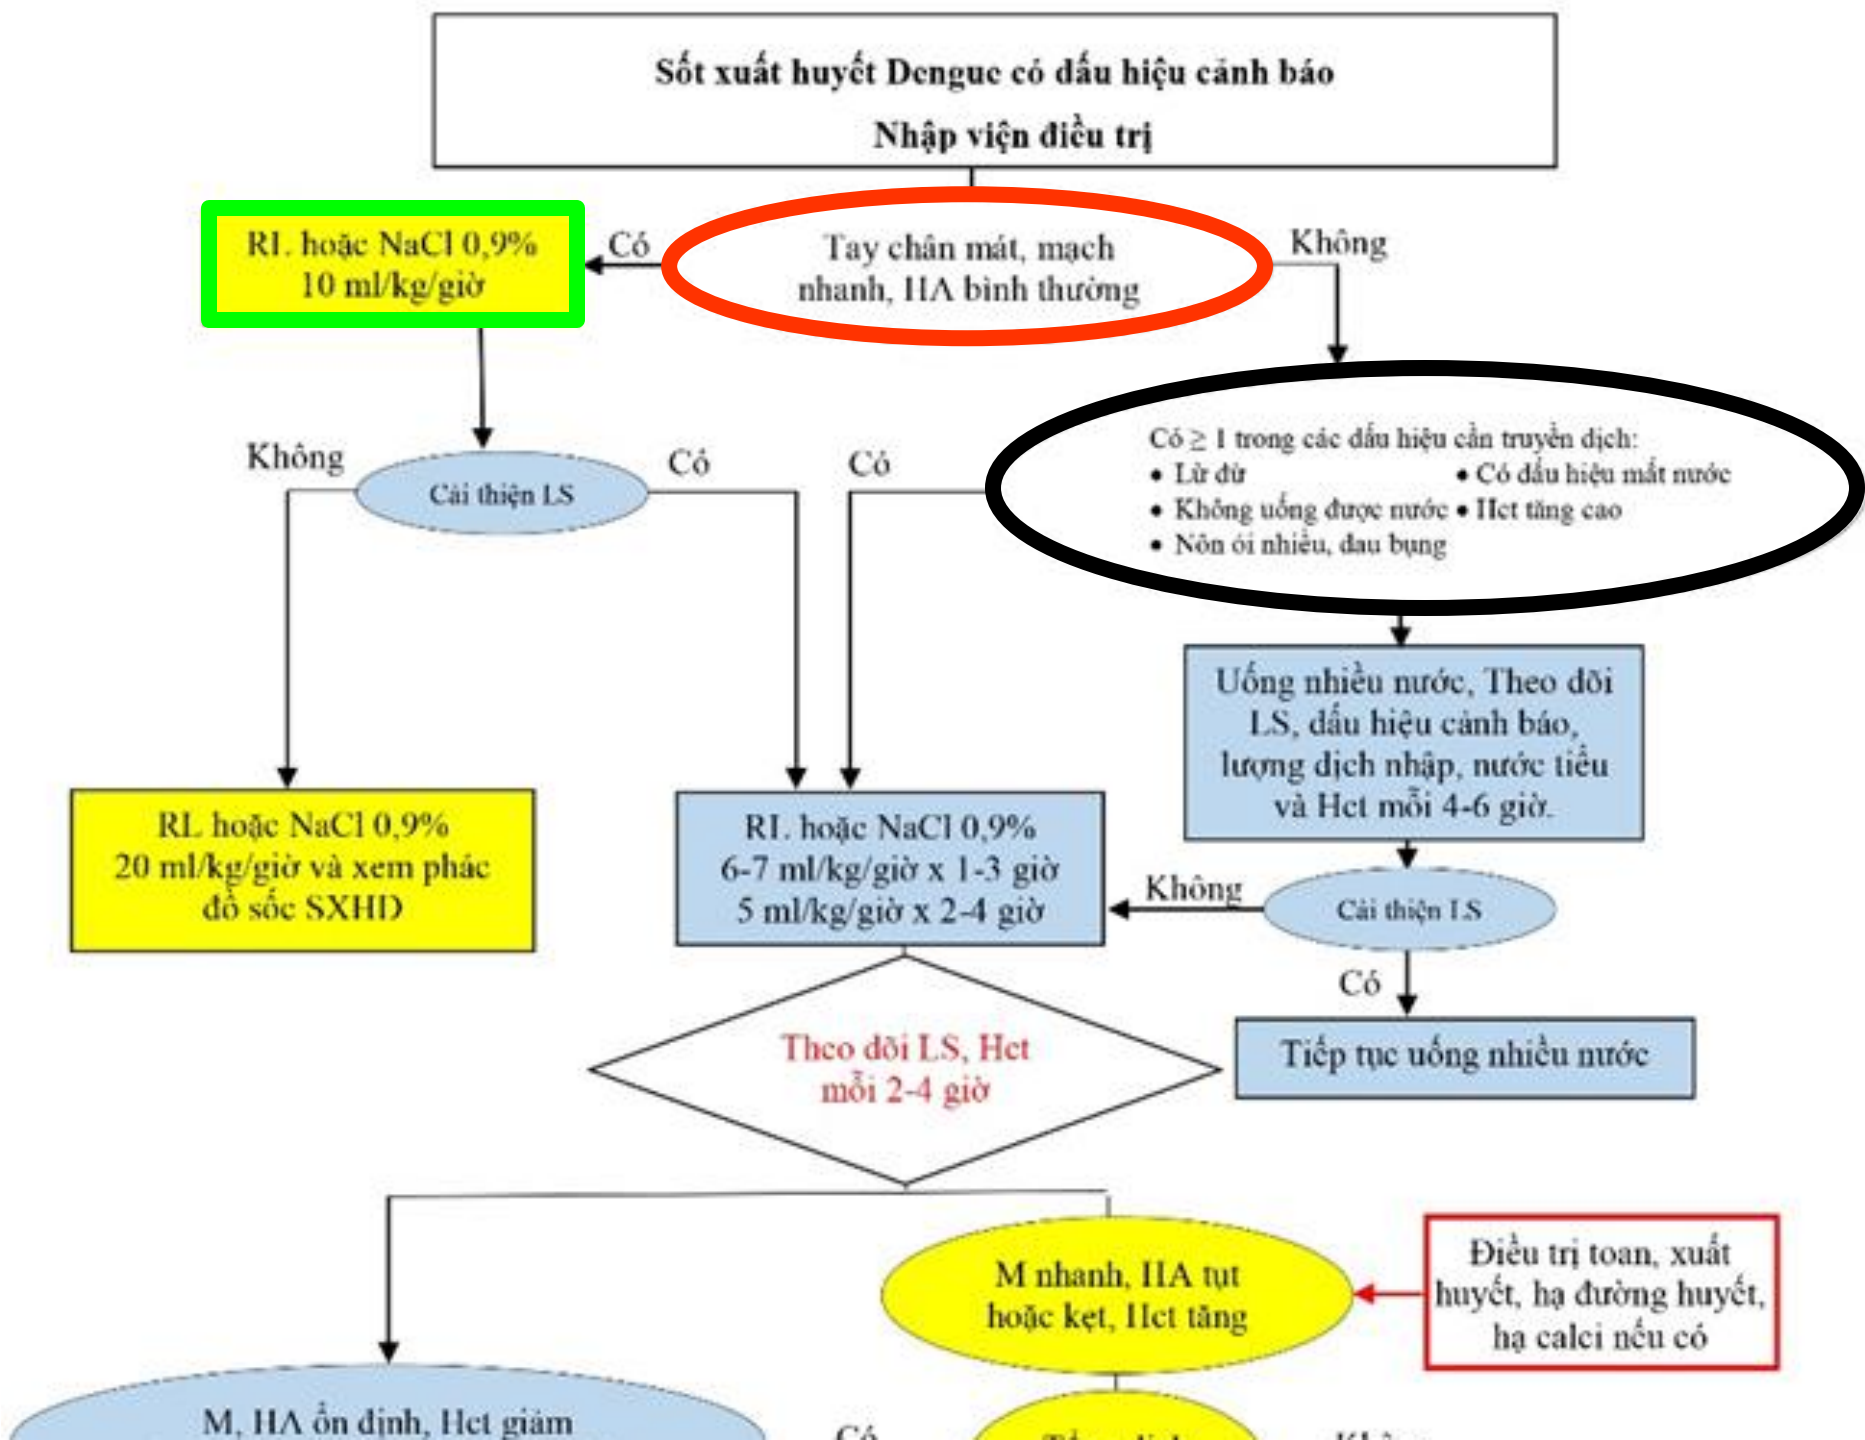 Sốt xuất huyết Dengue có dấu hiệu cảnh báo
Nhập viện điều trị
RL hoặc NaCl 0,9%
10 ml/kg/giờ
Có
Tay chân mát, mạch
nhanh, HA bình thường
Không
Không
Cải thiện LS
Có
Có
Có ≥ 1 trong các dấu hiệu cần truyền dịch:
• Lừ đừ
• Có dấu hiệu mất nước
• Không uống được nước
• Hct tăng cao
• Nôn ói nhiều, đau bụng
Uống nhiều nước, Theo dõi
LS, dấu hiệu cảnh báo,
lượng dịch nhập, nước tiểu
và Hct mỗi 4-6 giờ.
RL hoặc NaCl 0,9%
20 ml/kg/giờ và xem phác
đồ sốc SXHD
RL hoặc NaCl 0,9%
6-7 ml/kg/giờ x 1-3 giờ
5 ml/kg/giờ x 2-4 giờ
Không
Cải thiện LS
Có
Theo dõi LS, Hct
mỗi 2-4 giờ
Tiếp tục uống nhiều nước
M nhanh, HA tụt
hoặc kẹt, Hct tăng
Điều trị toan, xuất
huyết, hạ đường huyết,
hạ calci nếu có
M, HA ổn định, Hct giảm
Có